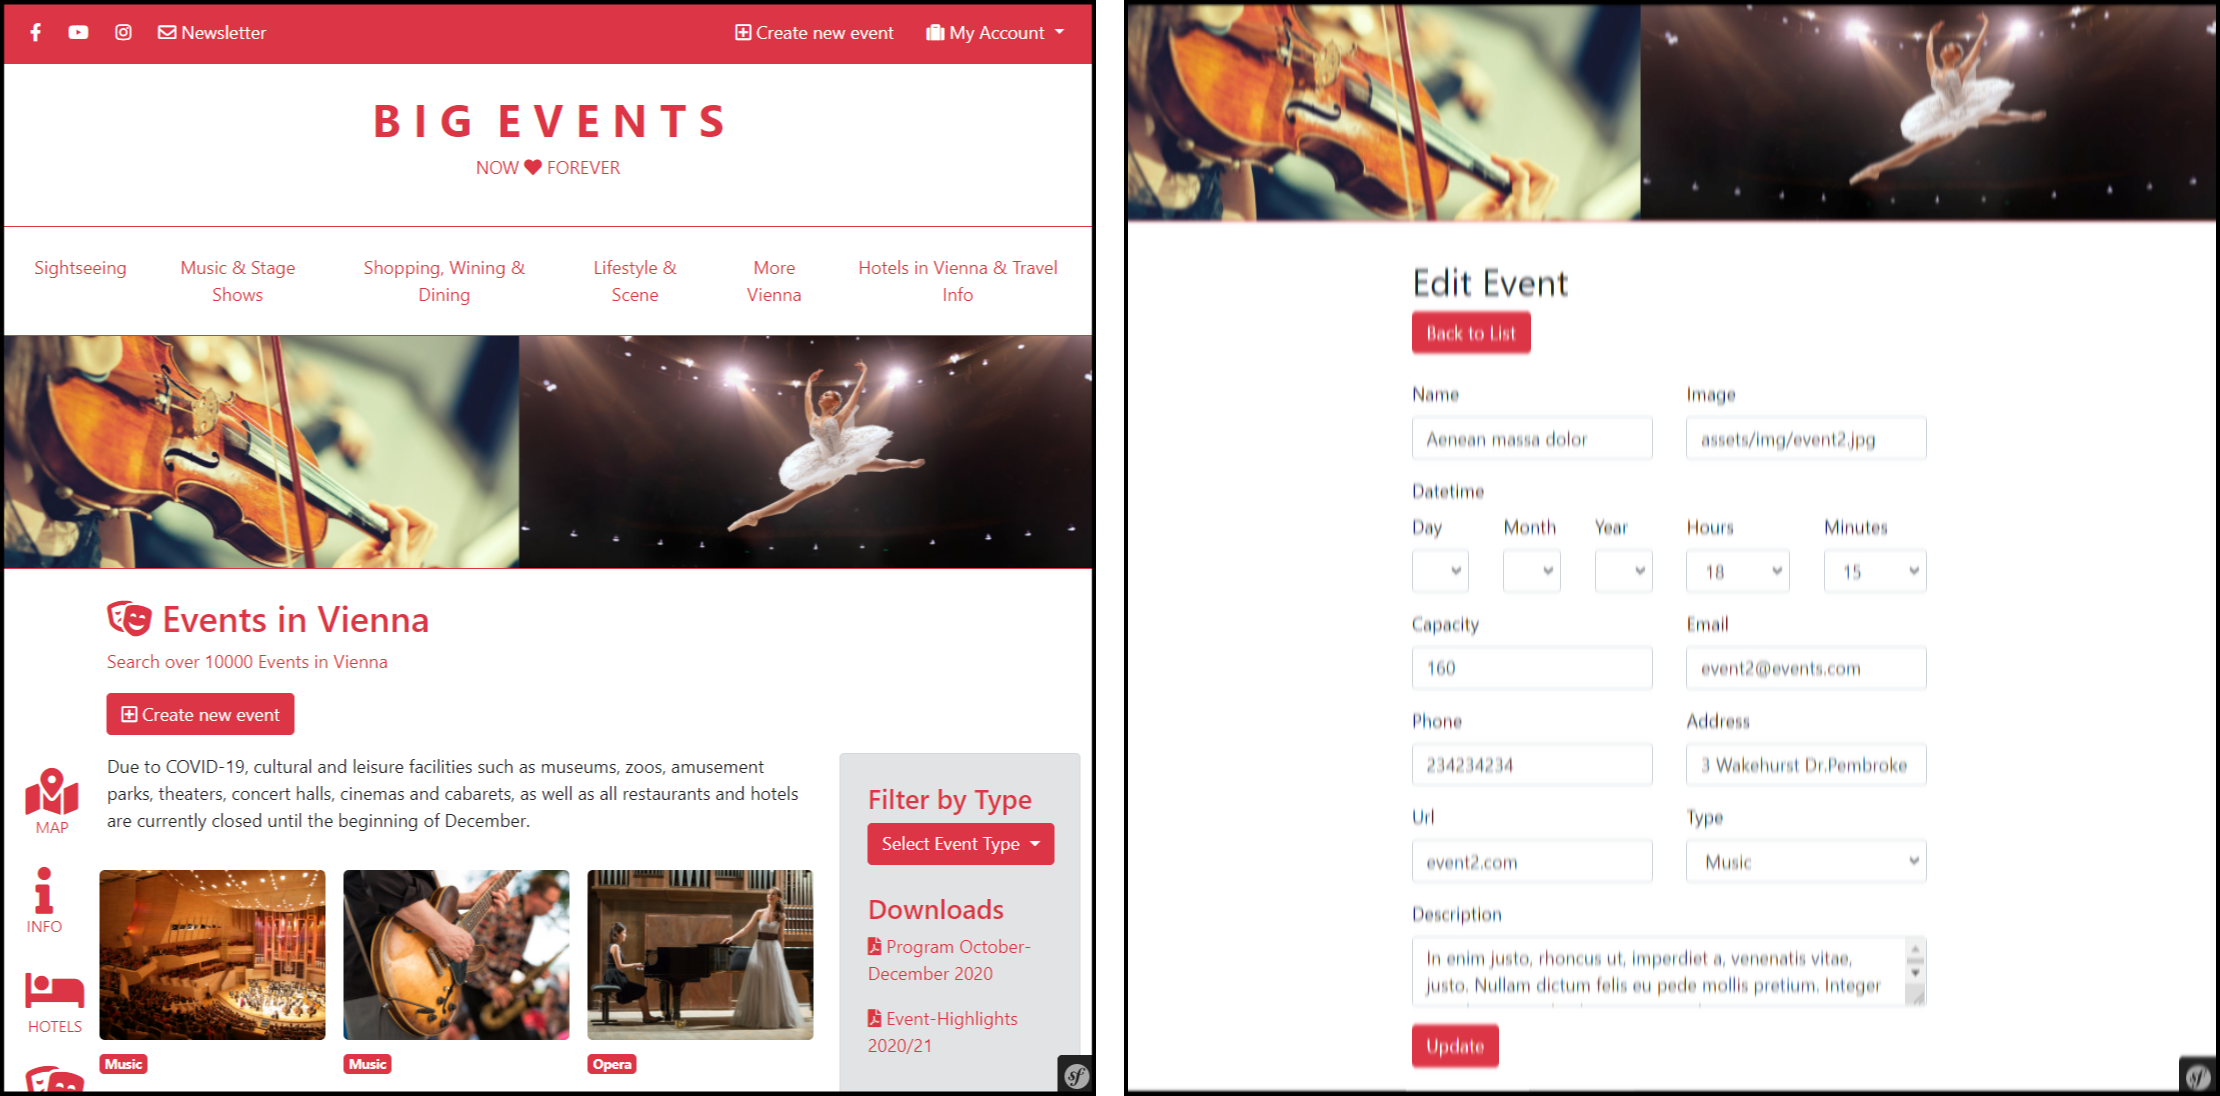 Newsletter
Create new event
My Account
BIG EVENTS
NOW FOREVER
Sightseeing
Music & Stage
Shows
Shopping, Wining &
Dining
Lifestyle &
Scene
More
Vienna
Hotels in Vienna & Travel
Info
Events in Vienna
Search over 10000 Events in Vienna
Create new event
Due to COVID-19, cultural and leisure facilities such as museums, zoos, amusement
parks, theaters, concert halls, cinemas and cabarets, as well as all restaurants and hotels
are currently closed until the beginning of December.
MAP
INFO
HOTELS
Music
Music
Opera
Filter by Type
Select Event Type
Downloads
Program October-
December 2020
Event-Highlights
2020/21
sf
Edit Event
Back to List
Name
Image
Aenean massa dolor
assets/img/event2.jpg
Datetime
Day
Month
Year
Hours
Minutes
18
15
Capacity
Email
160
event2@events.com
Phone
Address
234234234
3 Wakehurst Dr.Pembroke
Url
Type
event2.com
Music
Description
In enim justo, rhoncus ut, imperdiet a, venenatis vitae,
justo. Nullam dictum felis eu pede mollis pretium. Integer
Update
sf